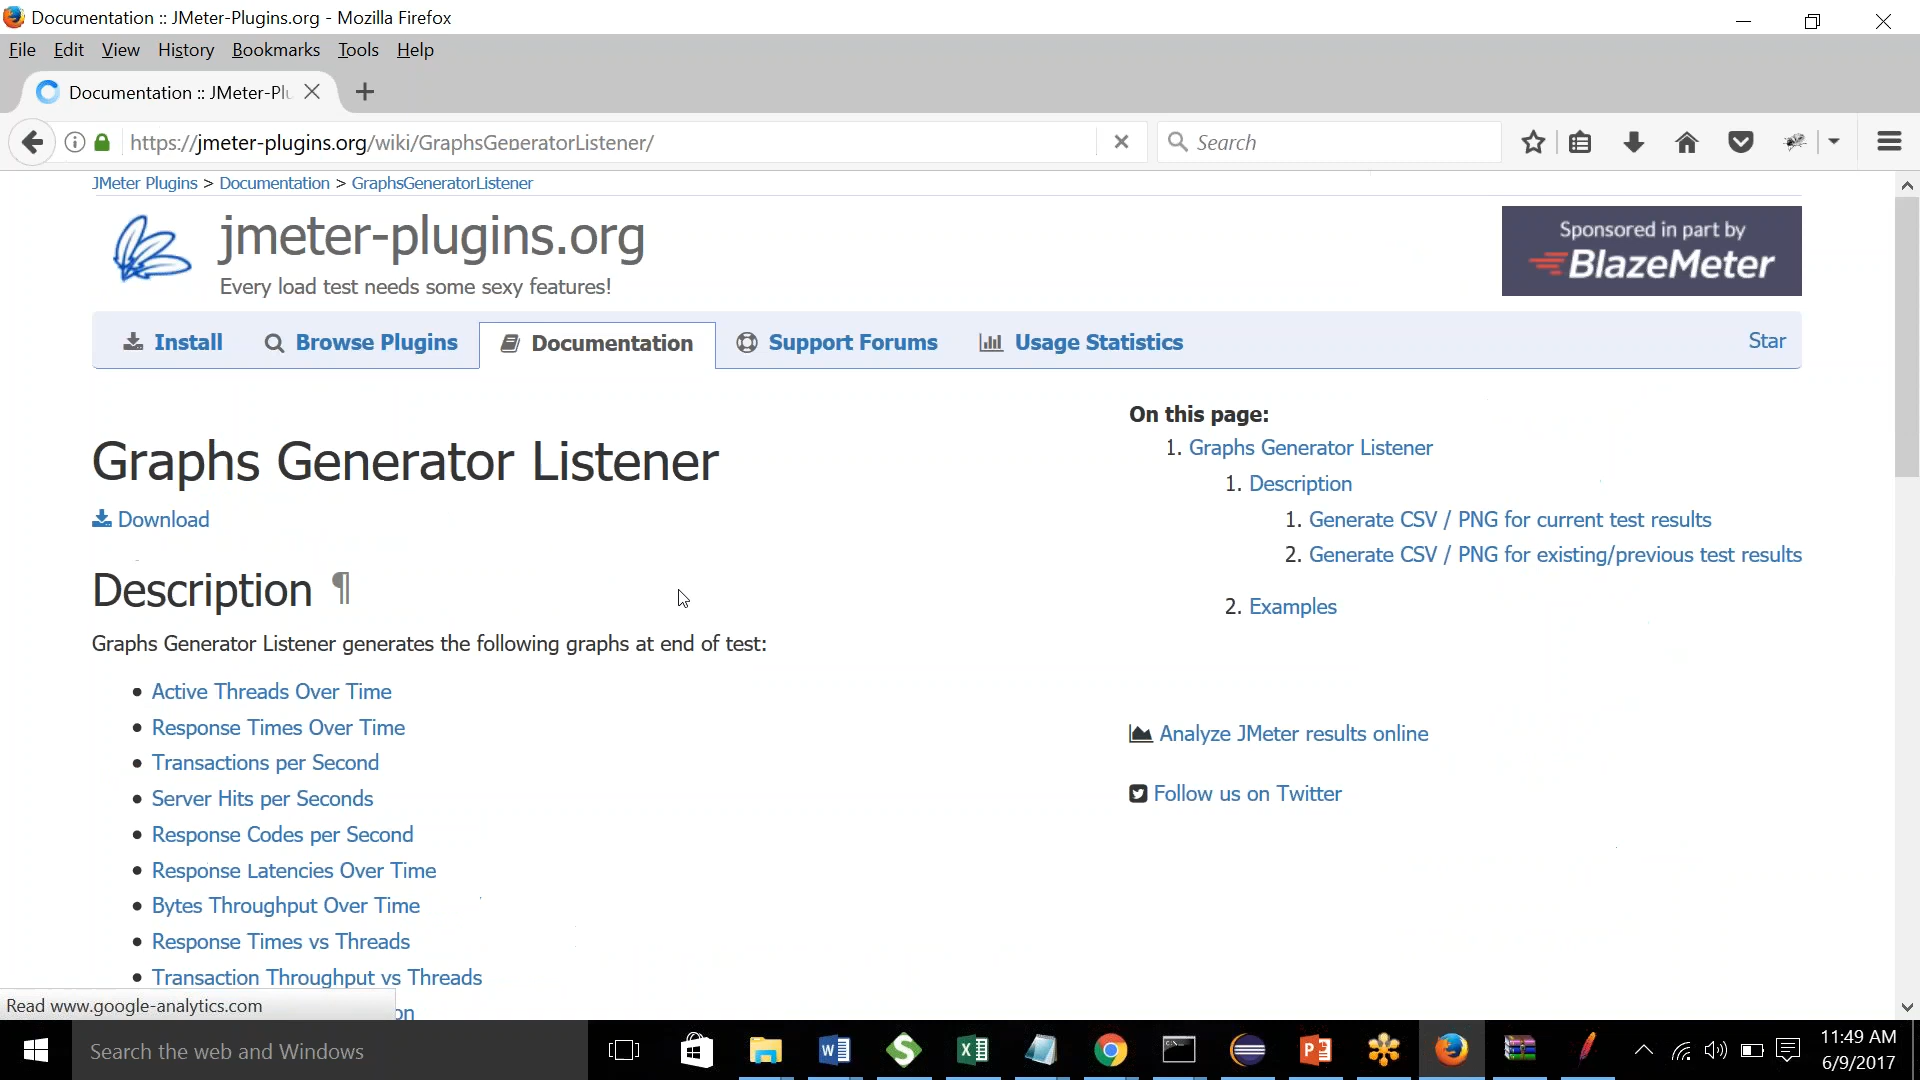 Documentation :: JMeter-Plugins.org - Mozilla Firefox
File Edit View History Bookmarks Tools Help
Documentation :: JMeter-Plu
https://jmeter-plugins.org/wiki/GraphsGeneratorListener/
Search
JMeter Plugins > Documentation > GraphsGeneratorListener
jmeter-plugins.org
Every load test needs some sexy features!
Sponsored in part by
BlazeMeter
Install Browse Plugins Documentation Support Forums Usage Statistics Star
Graphs Generator Listener
Download
Description ¶
Graphs Generator Listener generates the following graphs at end of test:
• Active Threads Over Time
• Response Times Over Time
• Transactions per Second
• Server Hits per Seconds
• Response Codes per Second
• Response Latencies Over Time
• Bytes Throughput Over Time
• Response Times vs Threads
• Transaction Throughput vs Threads
On this page:
1. Graphs Generator Listener
1. Description
1. Generate CSV / PNG for current test results
2. Generate CSV / PNG for existing/previous test results
2. Examples
Analyze JMeter results online
Follow us on Twitter
Read www.google-analytics.com
on
Search the web and Windows
11:49 AM
6/9/2017